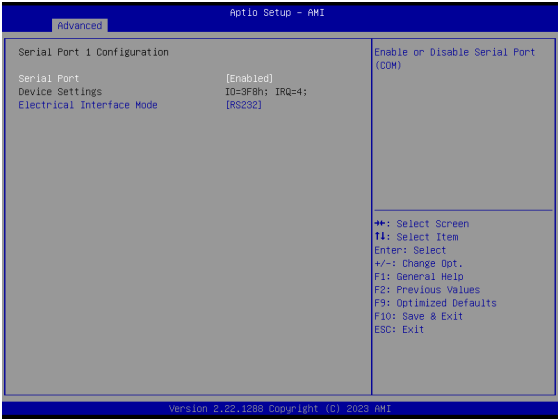 Aptio Setup – AMI
Advanced
Serial Port 1 Configuration
Serial Port [Enabled]
Device Settings IO=3F8h; IRQ=4;
Electrical Interface Mode [RS232]
Enable or Disable Serial Port
(COM)
→←: Select Screen
↑↓: Select Item
Enter: Select
+/-: Change Opt.
F1: General Help
F2: Previous Values
F9: Optimized Defaults
F10: Save & Exit
ESC: Exit
Version 2.22.1288 Copyright (C) 2023 AMI